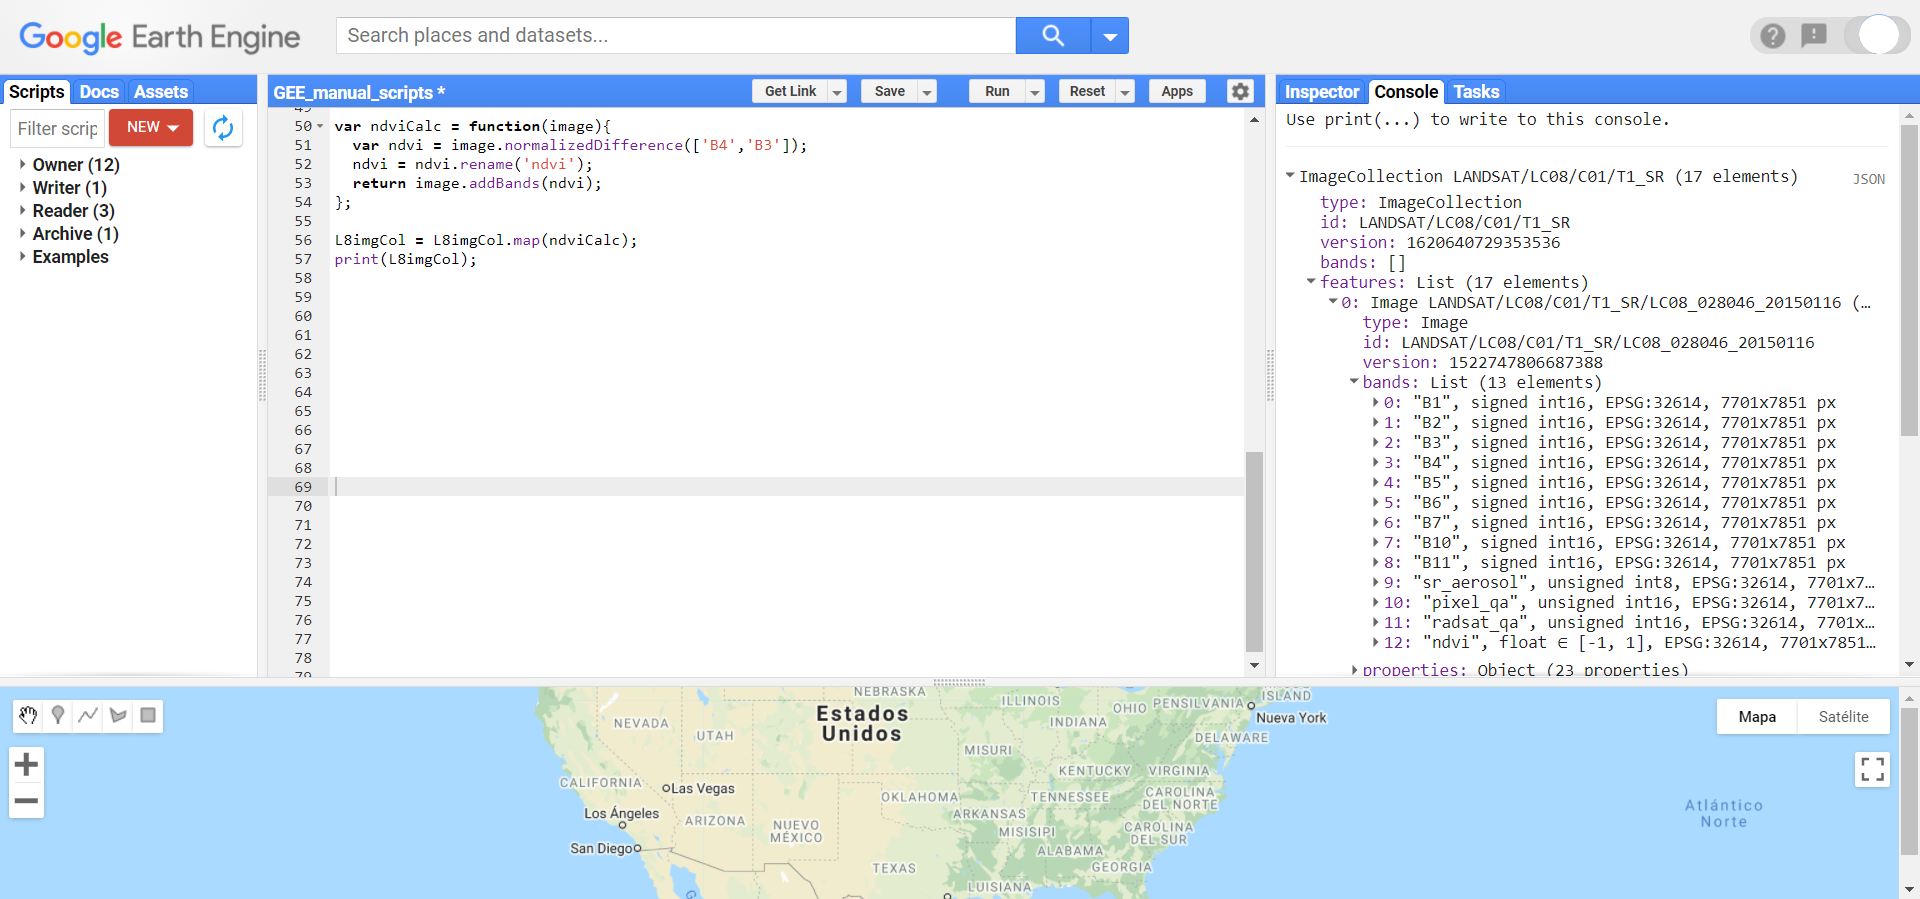 Google Earth Engine
Search places and datasets...
Scripts Docs Assets
Filter scrip
NEW
Owner (12)
Writer (1)
Reader (3)
Archive (1)
Examples
GEE_manual_scripts *
Get Link
Save
Run
Reset
Apps
50 var ndviCalc = function(image){
51 var ndvi = image.normalizedDifference(['B4','B3']);
52 ndvi = ndvi.rename('ndvi');
53 return image.addBands(ndvi);
54 };
55
56 L8imgCol = L8imgCol.map(ndviCalc);
57 print(L8imgCol);
58
59
60
61
62
63
64
65
66
67
68
69
70
71
72
73
74
75
76
77
78
79
Inspector Console Tasks
Use print(...) to write to this console.
ImageCollection LANDSAT/LC08/C01/T1_SR (17 elements)
JSON
type: ImageCollection
id: LANDSAT/LC08/C01/T1_SR
version: 1620640729353536
bands: []
features: List (17 elements)
0: Image LANDSAT/LC08/C01/T1_SR/LC08_028046_20150116 (…
type: Image
id: LANDSAT/LC08/C01/T1_SR/LC08_028046_20150116
version: 1522747806687388
bands: List (13 elements)
0: "B1", signed int16, EPSG:32614, 7701x7851 px
1: "B2", signed int16, EPSG:32614, 7701x7851 px
2: "B3", signed int16, EPSG:32614, 7701x7851 px
3: "B4", signed int16, EPSG:32614, 7701x7851 px
4: "B5", signed int16, EPSG:32614, 7701x7851 px
5: "B6", signed int16, EPSG:32614, 7701x7851 px
6: "B7", signed int16, EPSG:32614, 7701x7851 px
7: "B10", signed int16, EPSG:32614, 7701x7851 px
8: "B11", signed int16, EPSG:32614, 7701x7851 px
9: "sr_aerosol", unsigned int8, EPSG:32614, 7701x7…
10: "pixel_qa", unsigned int16, EPSG:32614, 7701x7…
11: "radsat_qa", unsigned int16, EPSG:32614, 7701x…
12: "ndvi", float ∈ [-1, 1], EPSG:32614, 7701x7851…
properties: Object (23 properties)
NEBRASKA
ILLINOIS
OHIO
PENSILVANIA
ISLAND
Nueva York
Estados
Unidos
NEVADA
UTAH
INDIANA
DELAWARE
MISURI
KENTUCKY
VIRGINIA
CALIFORNIA
Las Vegas
OKLAHOMA
TENNESSEE
CAROLINA
DEL NORTE
Los Ángeles
ARIZONA
NUEVO
MÉXICO
ARKANSAS
MISISIPI
CAROLINA
DEL SUR
San Diego
ALABAMA
TEXAS
GEORGIA
LUISIANA
Atlántico
Norte
Mapa
Satélite